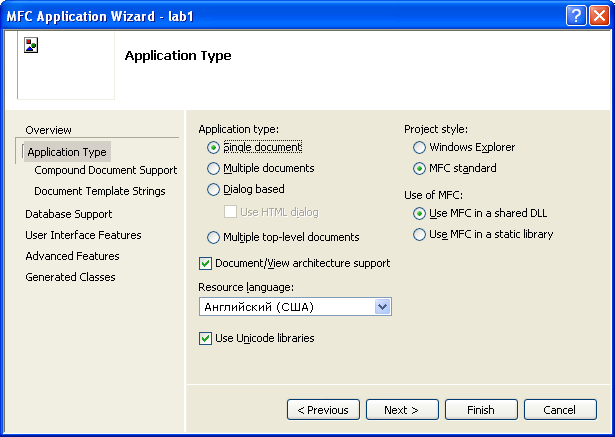 MFC Application Wizard - lab1
Application Type
Overview
Application Type
Compound Document Support
Document Template Strings
Database Support
User Interface Features
Advanced Features
Generated Classes
Application type:
Single document
Multiple documents
Dialog based
Use HTML dialog
Multiple top-level documents
Document/View architecture support
Resource language:
Английский (США)
Use Unicode libraries
Project style:
Windows Explorer
MFC standard
Use of MFC:
Use MFC in a shared DLL
Use MFC in a static library
< Previous
Next >
Finish
Cancel